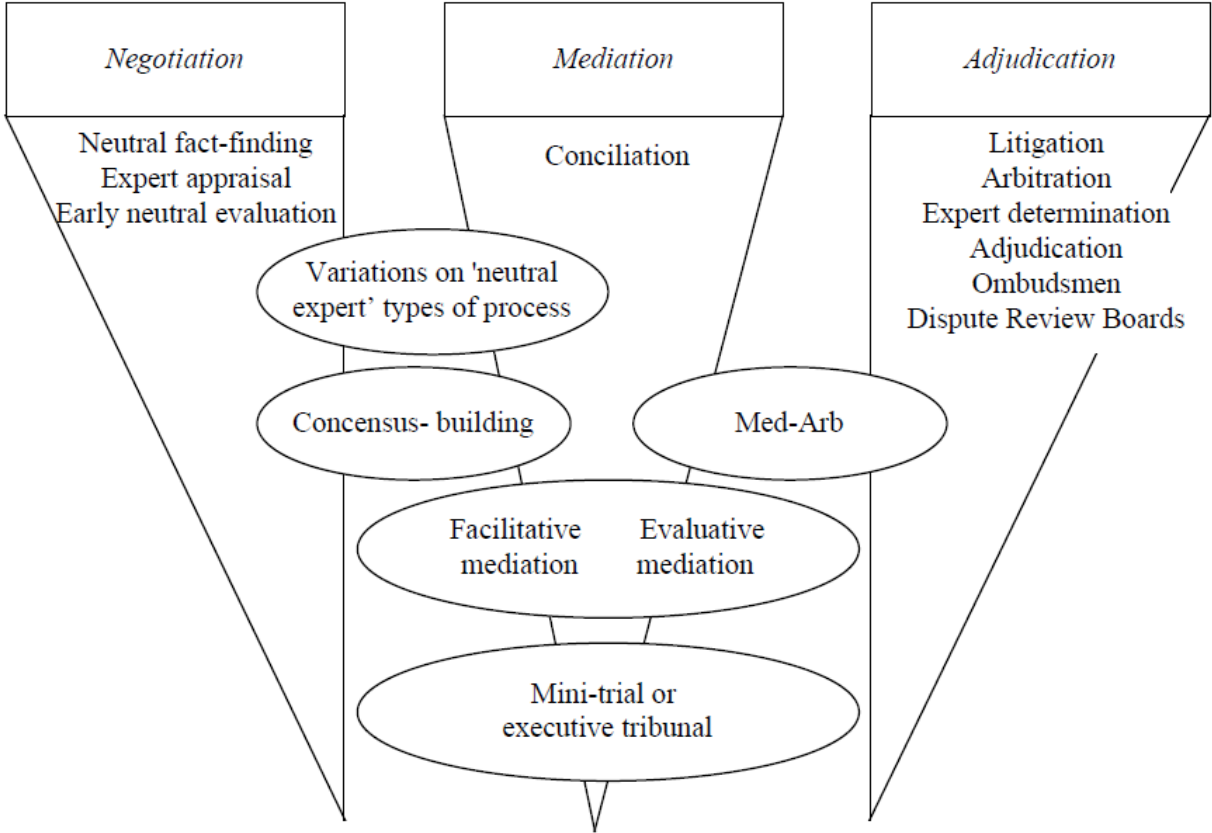 Negotiation
Mediation
Adjudication
Neutral fact-finding
Expert appraisal
Early neutral evaluation
Conciliation
Litigation
Arbitration
Expert determination
Adjudication
Ombudsmen
Dispute Review Boards
Variations on 'neutral
expert’ types of process
Concensus- building
Med-Arb
Facilitative
mediation
Evaluative
mediation
Mini-trial or
executive tribunal